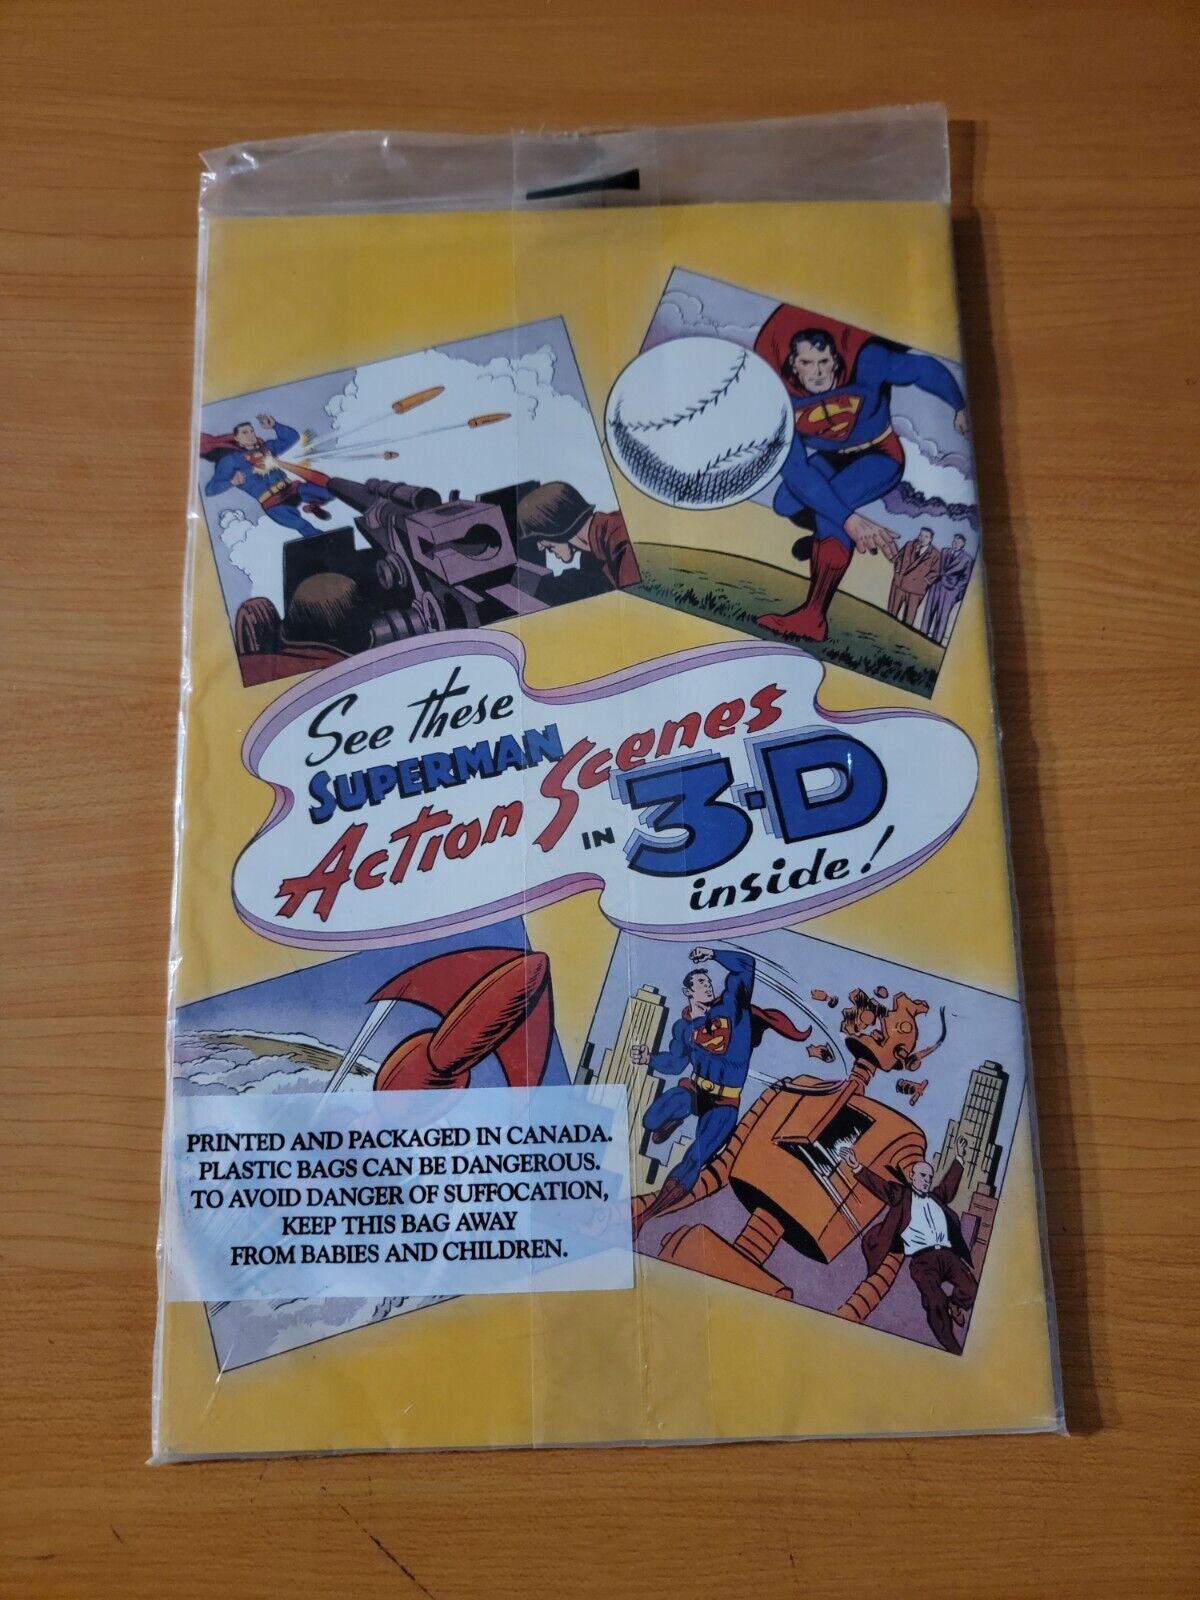 See these
SUPERMAN
Action Scenes
IN 3-D
inside!
PRINTED AND PACKAGED IN CANADA.
PLASTIC BAGS CAN BE DANGEROUS.
TO AVOID DANGER OF SUFFOCATION,
KEEP THIS BAG AWAY
FROM BABIES AND CHILDREN.